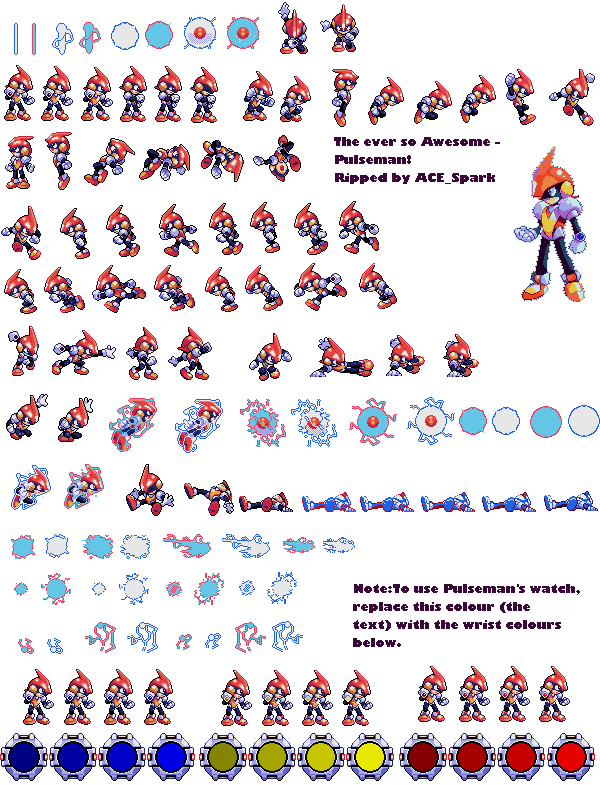 The ever so Awesome -
Pulseman!
Ripped by ACE_Spark
Note:To use Pulseman's watch,
replace this colour (the
text) with the wrist colours
below.